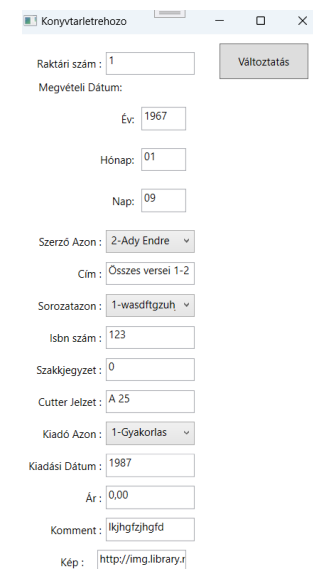 Konyvtarletrehozo
Raktári szám : 1
Változtatás
Megvételi Dátum:
Év: 1967
Hónap: 01
Nap: 09
Szerző Azon : 2-Ady Endre
Cím : Összes versei 1-2
Sorozatazon : 1-wasdftgzuh
Isbn szám : 123
Szakkjegyzet : 0
Cutter Jelzet : A 25
Kiadó Azon : 1-Gyakorlas
Kiadási Dátum : 1987
Ár : 0,00
Komment : lkjhgfzjhgfd
Kép : http://img.library.r